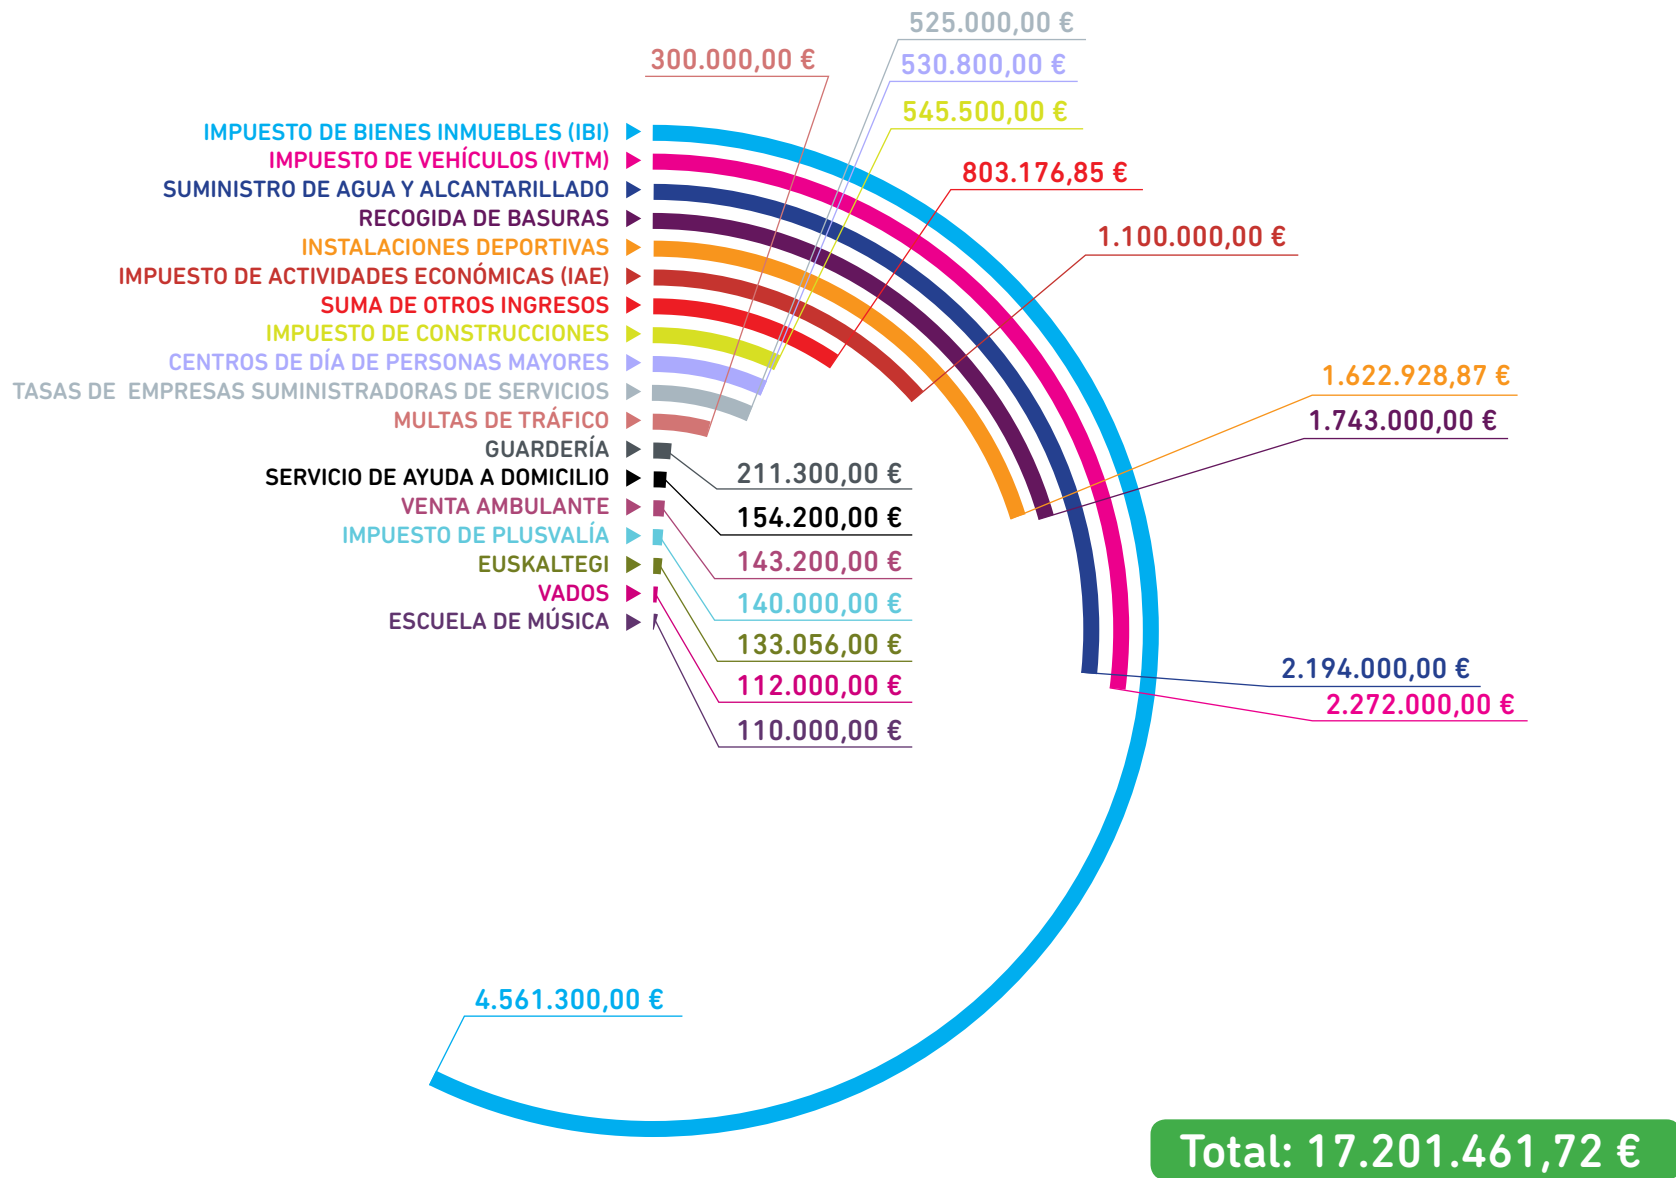 525.000,00 €
300.000,00 €
530.800,00 €
545.500,00 €
IMPUESTO DE BIENES INMUEBLES (IBI)
IMPUESTO DE VEHÍCULOS (IVTM)
803.176,85 €
SUMINISTRO DE AGUA Y ALCANTARILLADO
RECOGIDA DE BASURAS
1.100.000,00 €
INSTALACIONES DEPORTIVAS
IMPUESTO DE ACTIVIDADES ECONÓMICAS (IAE)
SUMA DE OTROS INGRESOS
IMPUESTO DE CONSTRUCCIONES
CENTROS DE DÍA DE PERSONAS MAYORES
1.622.928,87 €
TASAS DE EMPRESAS SUMINISTRADORAS DE SERVICIOS
MULTAS DE TRÁFICO
1.743.000,00 €
GUARDERÍA
211.300,00 €
SERVICIO DE AYUDA A DOMICILIO
VENTA AMBULANTE
154.200,00 €
IMPUESTO DE PLUSVALÍA
143.200,00 €
EUSKALTEGI
VADOS
140.000,00 €
ESCUELA DE MÚSICA
133.056,00 €
2.194.000,00 €
112.000,00 €
2.272.000,00 €
110.000,00 €
4.561.300,00 €
Total: 17.201.461,72 €